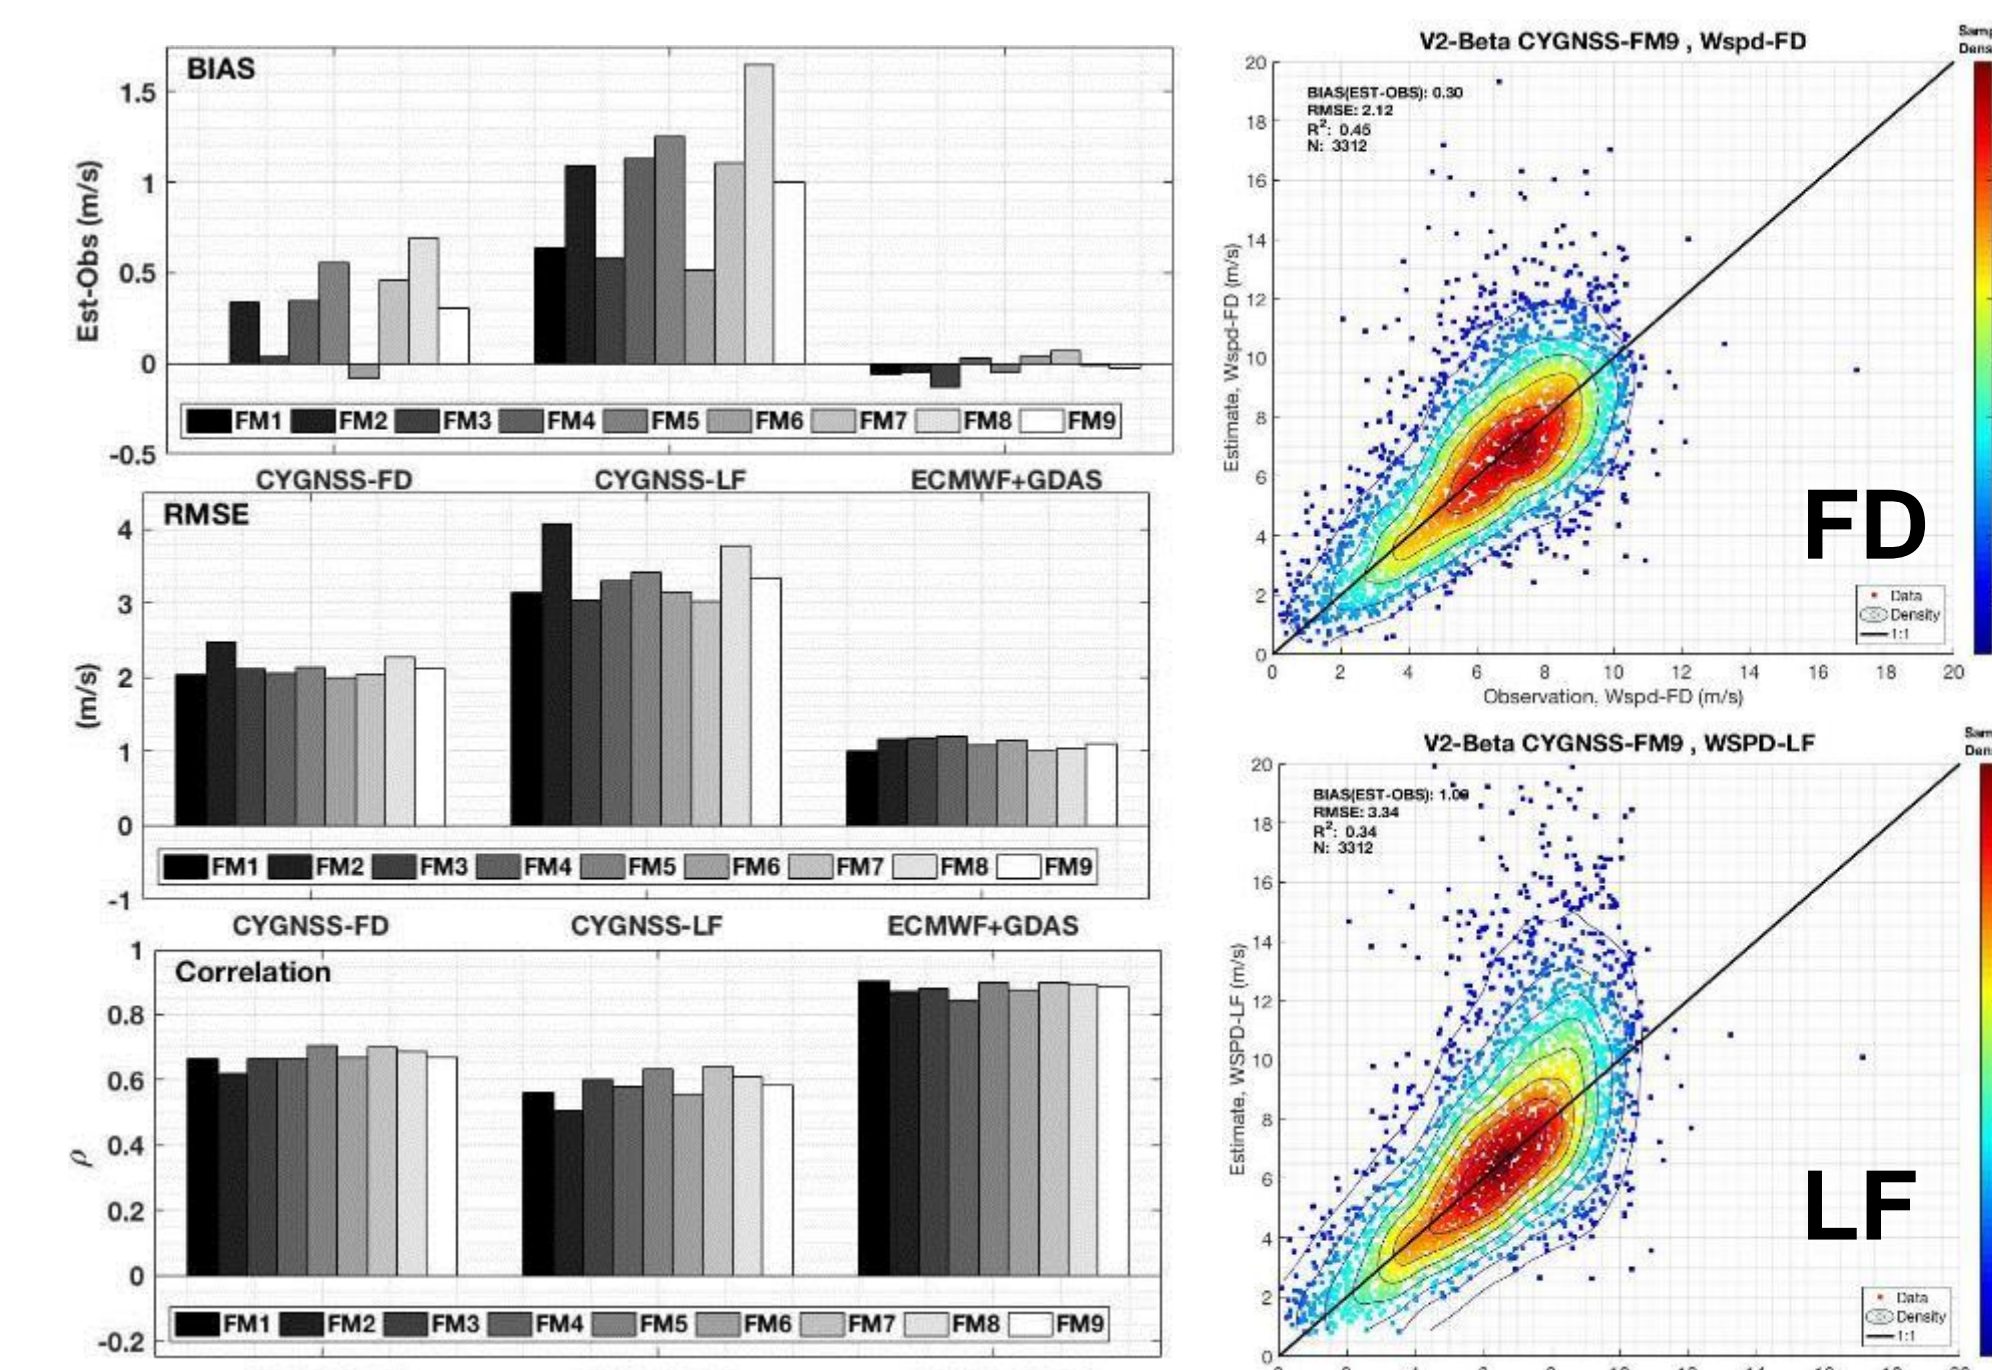 BIAS
1.5
1
0.5
0
-0.5
Est-Obs (m/s)
FM1 FM2 FM3 FM4 FM5 FM6 FM7 FM8 FM9
CYGNSS-FD CYGNSS-LF ECMWF+GDAS
RMSE
4
3
2
1
0
-1
(m/s)
FM1 FM2 FM3 FM4 FM5 FM6 FM7 FM8 FM9
CYGNSS-FD CYGNSS-LF ECMWF+GDAS
Correlation
1
0.8
0.6
0.4
0.2
0
-0.2
ρ
FM1 FM2 FM3 FM4 FM5 FM6 FM7 FM8 FM9
V2-Beta CYGNSS-FM9 , Wspd-FD
BIAS(EST-OBS): 0.30
RMSE: 2.12
R²: 0.45
N: 3312
20
18
16
14
12
10
8
6
4
2
0
Estimate, Wspd-FD (m/s)
FD
Data
Density
1:1
0 2 4 6 8 10 12 14 16 18 20
Observation, Wspd-FD (m/s)
V2-Beta CYGNSS-FM9 , WSPD-LF
BIAS(EST-OBS): 1.09
RMSE: 3.34
R²: 0.34
N: 3312
20
18
16
14
12
10
8
6
4
2
0
Estimate, WSPD-LF (m/s)
LF
Data
Density
1:1